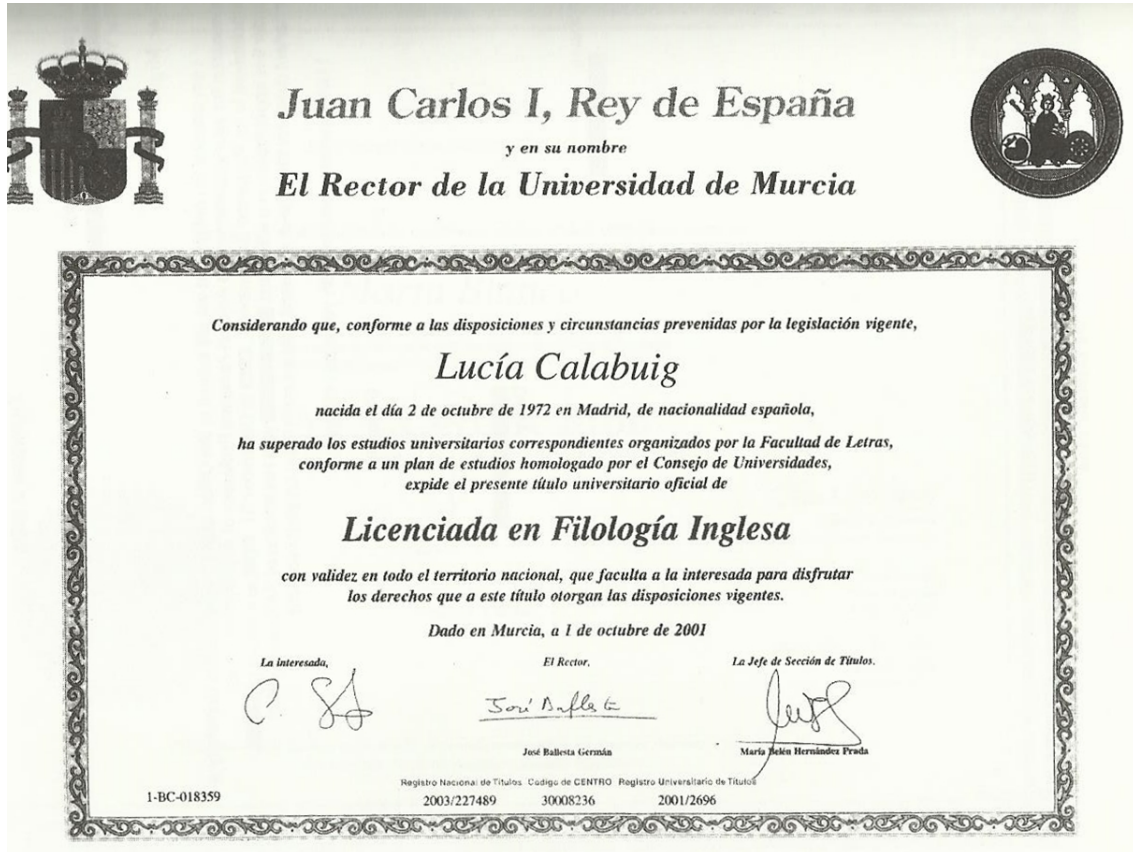 Juan Carlos I, Rey de España
y en su nombre
El Rector de la Universidad de Murcia
Considerando que, conforme a las disposiciones y circunstancias prevenidas por la legislación vigente,
Lucía Calabuig
nacida el día 2 de octubre de 1972 en Madrid, de nacionalidad española,
ha superado los estudios universitarios correspondientes organizados por la Facultad de Letras,
conforme a un plan de estudios homologado por el Consejo de Universidades,
expide el presente título universitario oficial de
Licenciada en Filología Inglesa
con validez en todo el territorio nacional, que faculta a la interesada para disfrutar
los derechos que a este título otorgan las disposiciones vigentes.
Dado en Murcia, a 1 de octubre de 2001
La interesada, El Rector, La Jefe de Sección de Títulos.
José Ballesta
José Ballesta Germán María Belén Hernández Prada
Registro Nacional de Títulos Codigo de CENTRO Registro Universitario de Titulos
1-BC-018359 2003/227489 30008236 2001/2696